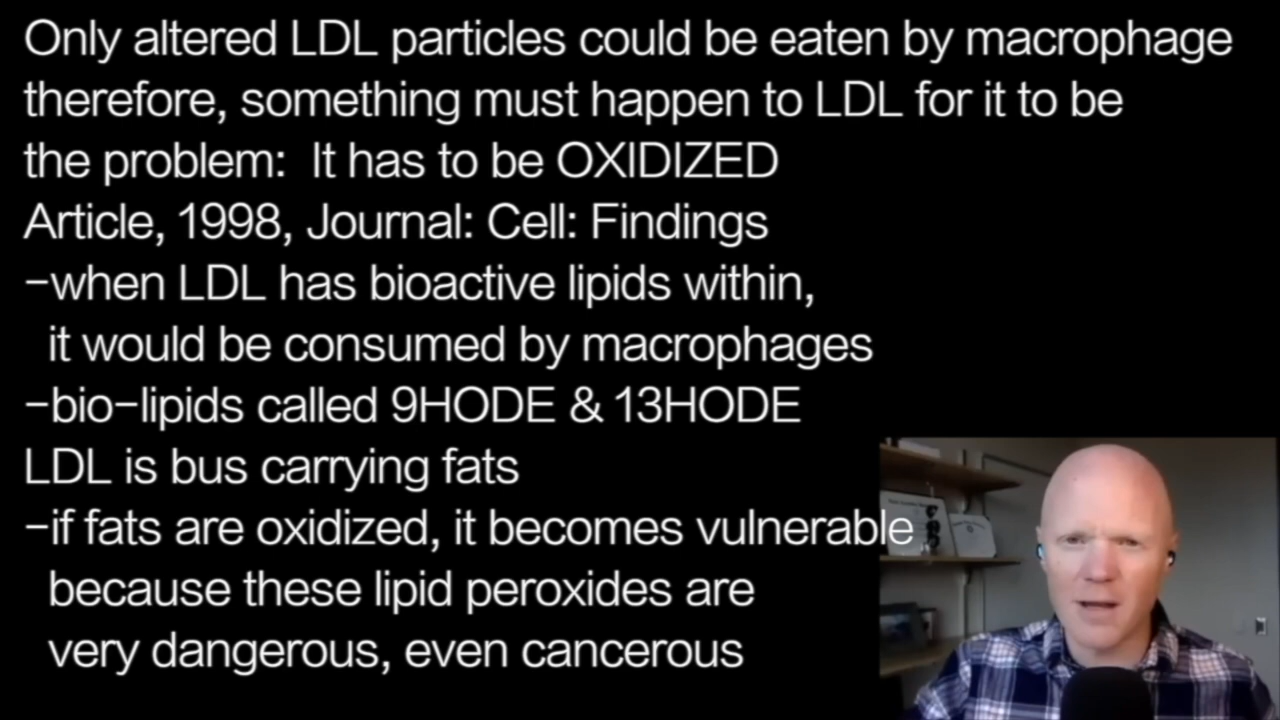 Only altered LDL particles could be eaten by macrophage
therefore, something must happen to LDL for it to be
the problem:  It has to be OXIDIZED
Article, 1998, Journal: Cell: Findings
-when LDL has bioactive lipids within,
it would be consumed by macrophages
-bio-lipids called 9HODE & 13HODE
LDL is bus carrying fats
-if fats are oxidized, it becomes vulnerable
because these lipid peroxides are
very dangerous, even cancerous